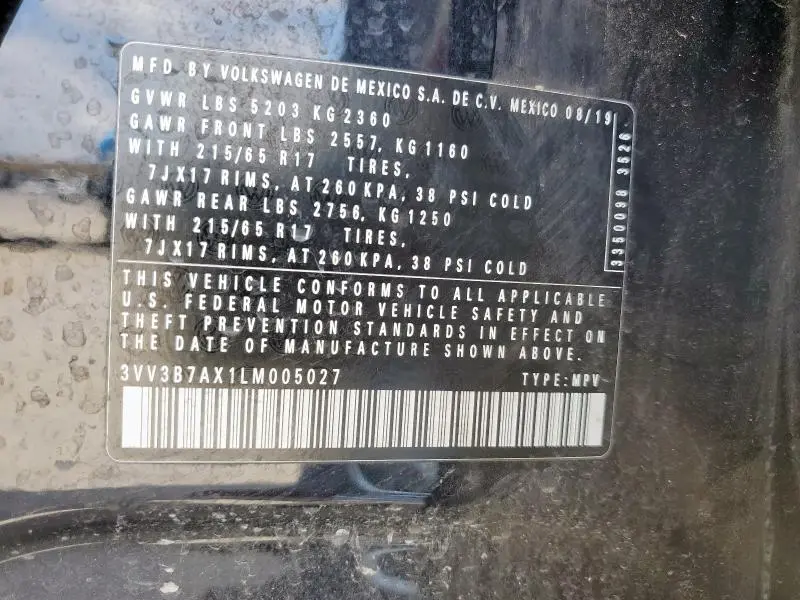 MFD. BY VOLKSWAGEN DE MEXICO S.A. DE C.V. MEXICO 08/19
GVWR LBS 5203 KG 2360
GAWR FRONT LBS 2557, KG 1160
WITH 215/65 R17 TIRES,
7JX17 RIMS, AT 260 KPA, 38 PSI COLD
GAWR REAR LBS 2756, KG 1250
WITH 215/65 R17 TIRES,
7JX17 RIMS, AT 260 KPA, 38 PSI COLD
3350098 3526
THIS VEHICLE CONFORMS TO ALL APPLICABLE
U.S. FEDERAL MOTOR VEHICLE SAFETY AND
THEFT PREVENTION STANDARDS IN EFFECT ON
THE DATE OF MANUFACTURE SHOWN ABOVE.
3VV3B7AX1LM005027 TYPE: MPV